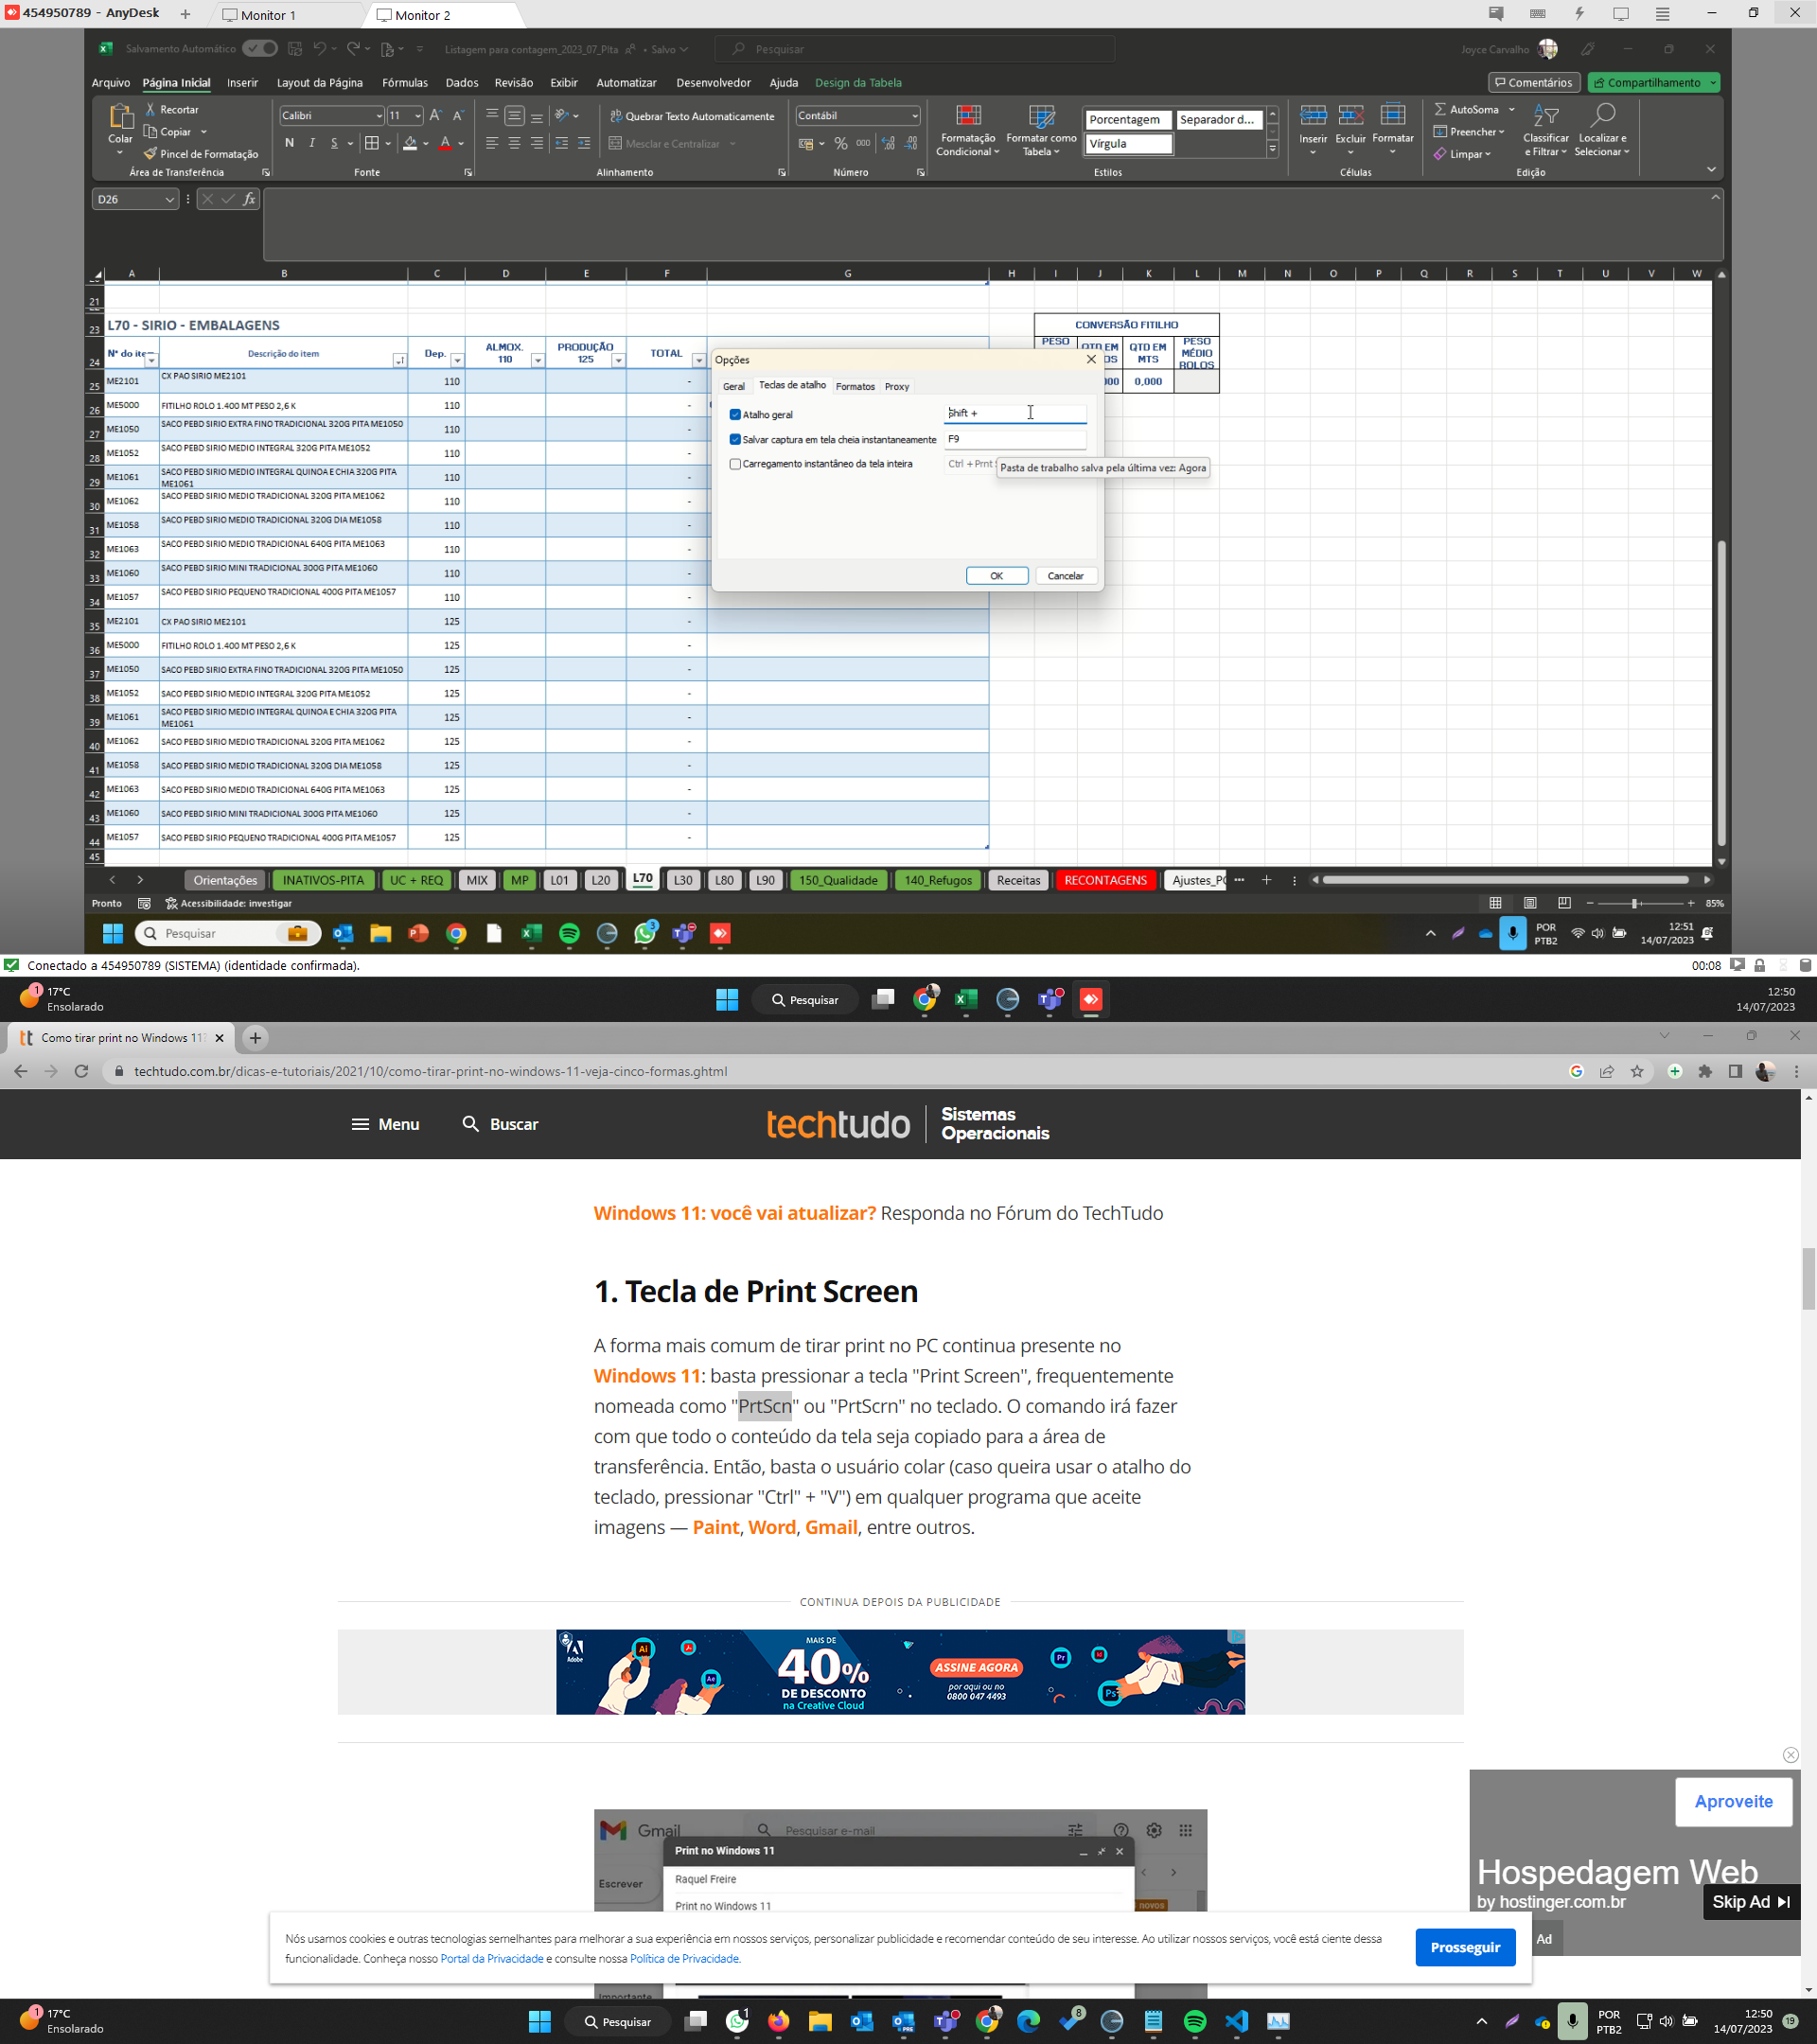 454950789 - AnyDesk
Monitor 1
Monitor 2
Salvamento Automático
Listagem para contagem_2023_07_Plta
• Salvo
Pesquisar
Joyce Carvalho
Arquivo Página Inicial Inserir Layout da Página Fórmulas Dados Revisão Exibir Automatizar Desenvolvedor Ajuda Design da Tabela
Comentários
Compartilhamento
Colar
Recortar
Copiar
Pincel de Formatação
Área de Transferência
Calibri
11
N I S
Fonte
Quebrar Texto Automaticamente
Mesclar e Centralizar
Alinhamento
Contábil
% 000
Número
Formatação Condicional
Formatar como Tabela
Porcentagem
Separador d...
Vírgula
Estilos
Inserir Excluir Formatar
Células
AutoSoma
Preencher
Limpar
Classificar e Filtrar
Localizar e Selecionar
Edição
D26
fx
A B C D E F G H I J K L M N O P Q R S T U V W
21
23 L70 - SIRIO - EMBALAGENS
CONVERSÃO FITILHO
24 Nº do ite Descrição do item Dep. ALMOX. 110 PRODUÇÃO 125 TOTAL
PESO
QTD EM
QTD EM MTS
PESO MÉDIO ROLOS
0,000
25 ME2101 CX PAO SIRIO ME2101 110 -
26 ME5000 FITILHO ROLO 1.400 MT PESO 2,6 K 110 -
27 ME1050 SACO PEBD SIRIO EXTRA FINO TRADICIONAL 320G PITA ME1050 110 -
28 ME1052 SACO PEBD SIRIO MEDIO INTEGRAL 320G PITA ME1052 110 -
29 ME1061 SACO PEBD SIRIO MEDIO INTEGRAL QUINOA E CHIA 320G PITA ME1061 110 -
30 ME1062 SACO PEBD SIRIO MEDIO TRADICIONAL 320G PITA ME1062 110 -
31 ME1058 SACO PEBD SIRIO MEDIO TRADICIONAL 320G DIA ME1058 110 -
32 ME1063 SACO PEBD SIRIO MEDIO TRADICIONAL 640G PITA ME1063 110 -
33 ME1060 SACO PEBD SIRIO MINI TRADICIONAL 300G PITA ME1060 110 -
34 ME1057 SACO PEBD SIRIO PEQUENO TRADICIONAL 400G PITA ME1057 110 -
35 ME2101 CX PAO SIRIO ME2101 125 -
36 ME5000 FITILHO ROLO 1.400 MT PESO 2,6 K 125 -
37 ME1050 SACO PEBD SIRIO EXTRA FINO TRADICIONAL 320G PITA ME1050 125 -
38 ME1052 SACO PEBD SIRIO MEDIO INTEGRAL 320G PITA ME1052 125 -
39 ME1061 SACO PEBD SIRIO MEDIO INTEGRAL QUINOA E CHIA 320G PITA ME1061 125 -
40 ME1062 SACO PEBD SIRIO MEDIO TRADICIONAL 320G PITA ME1062 125 -
41 ME1058 SACO PEBD SIRIO MEDIO TRADICIONAL 320G DIA ME1058 125 -
42 ME1063 SACO PEBD SIRIO MEDIO TRADICIONAL 640G PITA ME1063 125 -
43 ME1060 SACO PEBD SIRIO MINI TRADICIONAL 300G PITA ME1060 125 -
44 ME1057 SACO PEBD SIRIO PEQUENO TRADICIONAL 400G PITA ME1057 125 -
45
Opções
Geral Teclas de atalho Formatos Proxy
Atalho geral Shift +
Salvar captura em tela cheia instantaneamente F9
Carregamento instantâneo da tela inteira Ctrl + Prnt
Pasta de trabalho salva pela última vez: Agora
OK
Cancelar
Orientações INATIVOS-PITA UC + REQ MIX MP L01 L20 L70 L30 L80 L90 150_Qualidade 140_Refugos Receitas RECONTAGENS Ajustes_P
Pronto
Acessibilidade: investigar
85%
Pesquisar
3
POR PTB2
12:51
14/07/2023
Conectado a 454950789 (SISTEMA) (identidade confirmada).
00:08
1
17°C
Ensolarado
Pesquisar
12:50
14/07/2023
Como tirar print no Windows 11?
techtudo.com.br/dicas-e-tutoriais/2021/10/como-tirar-print-no-windows-11-veja-cinco-formas.ghtml
Menu
Buscar
techtudo
Sistemas
Operacionais
Windows 11: você vai atualizar? Responda no Fórum do TechTudo
1. Tecla de Print Screen
A forma mais comum de tirar print no PC continua presente no
Windows 11: basta pressionar a tecla "Print Screen", frequentemente
nomeada como "PrtScn" ou "PrtScrn" no teclado. O comando irá fazer
com que todo o conteúdo da tela seja copiado para a área de
transferência. Então, basta o usuário colar (caso queira usar o atalho do
teclado, pressionar "Ctrl" + "V") em qualquer programa que aceite
imagens — Paint, Word, Gmail, entre outros.
CONTINUA DEPOIS DA PUBLICIDADE
Adobe
Ai
Ae
MAIS DE
40%
DE DESCONTO
na Creative Cloud
ASSINE AGORA
por aqui ou no
0800 047 4493
Pr
Ps
Aproveite
Hospedagem Web
by hostinger.com.br
Skip Ad
Ad
Gmail
Pesquisar e-mail
Print no Windows 11
Escrever
Raquel Freire
Print no Windows 11
novos
Nós usamos cookies e outras tecnologias semelhantes para melhorar a sua experiência em nossos serviços, personalizar publicidade e recomendar conteúdo de seu interesse. Ao utilizar nossos serviços, você está ciente dessa
funcionalidade. Conheça nosso Portal da Privacidade e consulte nossa Política de Privacidade.
Prosseguir
Importante
1
17°C
Ensolarado
Pesquisar
1
8
POR PTB2
12:50
14/07/2023
19